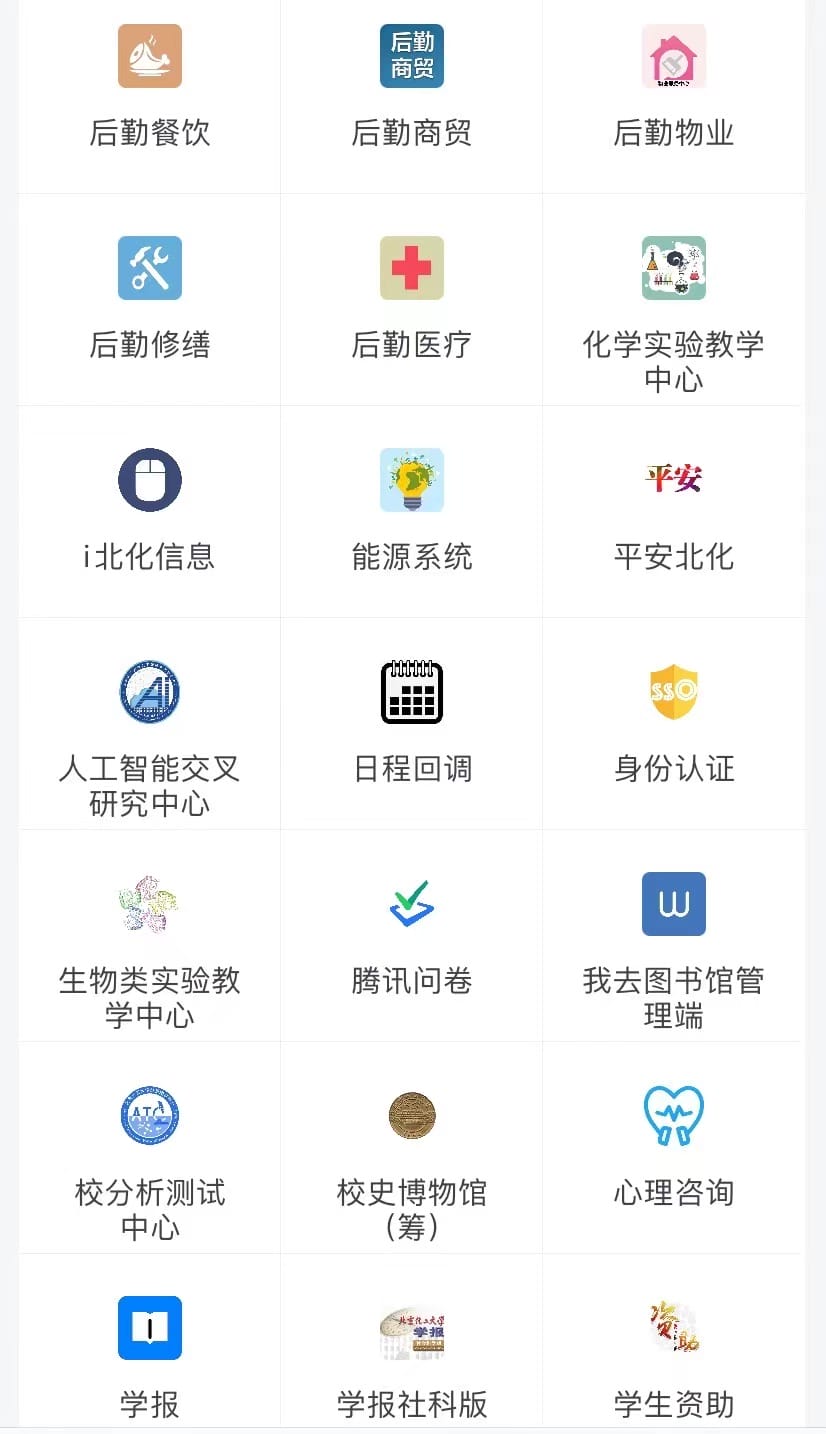 后勤
商贸
后勤餐饮
后勤商贸
后勤物业
后勤修缮
后勤医疗
化学实验教学
中心
平安
i北化信息
能源系统
平安北化
AI
SSO
人工智能交叉
研究中心
日程回调
身份认证
W
生物类实验教
学中心
腾讯问卷
我去图书馆管
理端
ATC
校分析测试
中心
校史博物馆
（筹）
心理咨询
北京化工大学
学报
资
助
学报
学报社科版
学生资助